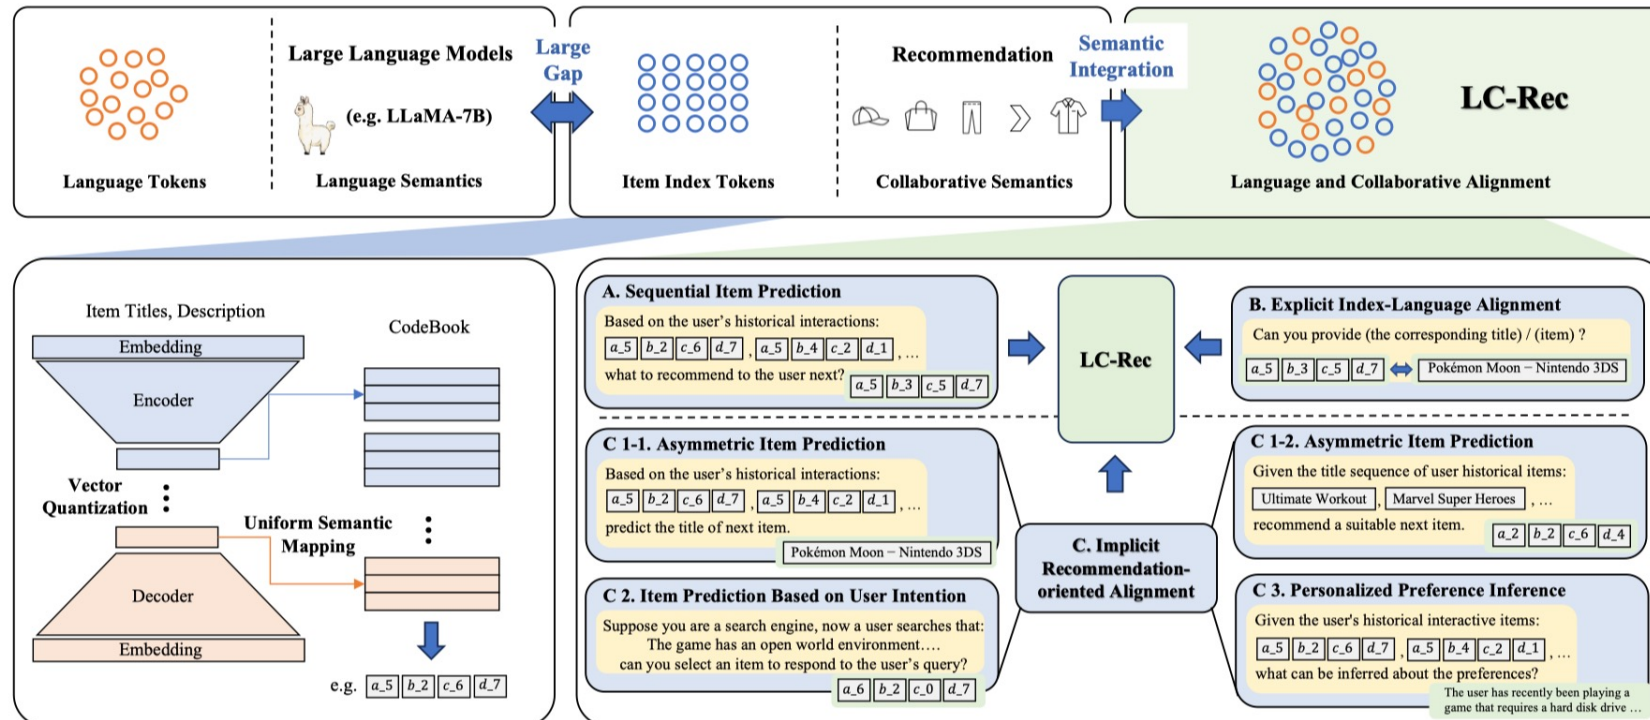 Large Language Models
(e.g. LLaMA-7B)
Language Tokens
Language Semantics
Large
Gap
Recommendation
Item Index Tokens
Collaborative Semantics
Semantic
Integration
LC-Rec
Language and Collaborative Alignment
Item Titles, Description
CodeBook
Embedding
Encoder
Vector
Quantization
Uniform Semantic
Mapping
Decoder
Embedding
e.g. a_5 b_2 c_6 d_7
A. Sequential Item Prediction
Based on the user's historical interactions:
a_5 b_2 c_6 d_7 , a_5 b_4 c_2 d_1 , ...
what to recommend to the user next?
a_5 b_3 c_5 d_7
LC-Rec
B. Explicit Index-Language Alignment
Can you provide (the corresponding title) / (item) ?
a_5 b_3 c_5 d_7 Pokémon Moon – Nintendo 3DS
C 1-1. Asymmetric Item Prediction
Based on the user's historical interactions:
a_5 b_2 c_6 d_7 , a_5 b_4 c_2 d_1 , ...
predict the title of next item.
Pokémon Moon – Nintendo 3DS
C 1-2. Asymmetric Item Prediction
Given the title sequence of user historical items:
Ultimate Workout , Marvel Super Heroes , ...
recommend a suitable next item.
a_2 b_2 c_6 d_4
C. Implicit
Recommendation-
oriented Alignment
C 2. Item Prediction Based on User Intention
Suppose you are a search engine, now a user searches that:
The game has an open world environment….
can you select an item to respond to the user's query?
a_6 b_2 c_0 d_7
C 3. Personalized Preference Inference
Given the user's historical interactive items:
a_5 b_2 c_6 d_7 , a_5 b_4 c_2 d_1 , ...
what can be inferred about the preferences?
The user has recently been playing a
game that requires a hard disk drive …